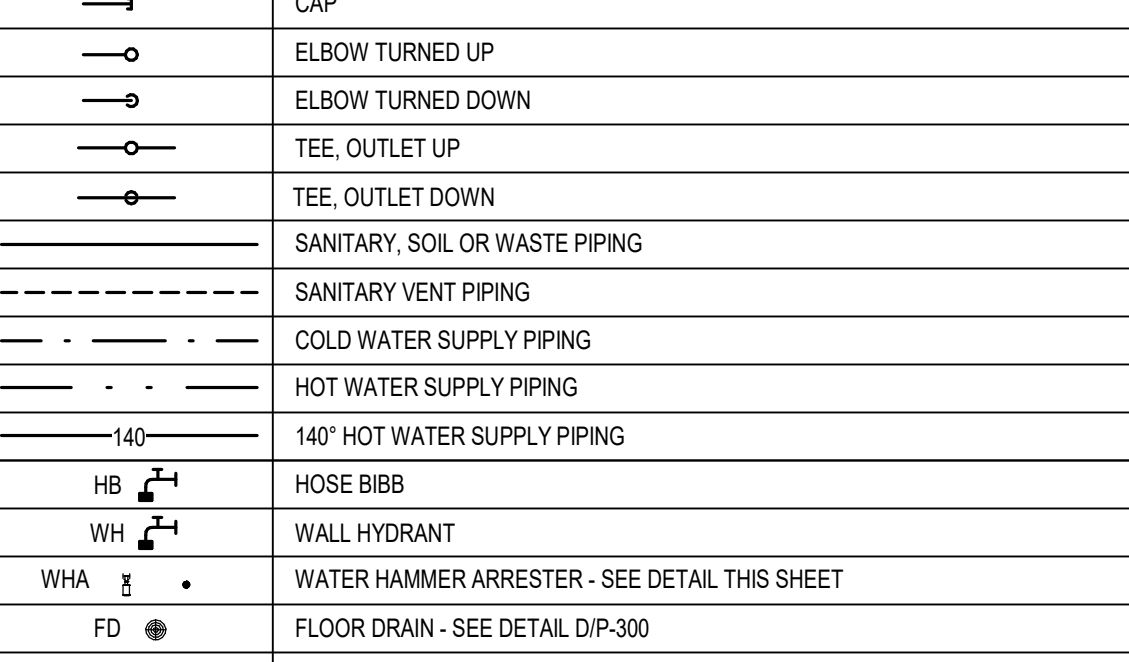 CAP
ELBOW TURNED UP
ELBOW TURNED DOWN
TEE, OUTLET UP
TEE, OUTLET DOWN
SANITARY, SOIL OR WASTE PIPING
SANITARY VENT PIPING
COLD WATER SUPPLY PIPING
HOT WATER SUPPLY PIPING
140 140° HOT WATER SUPPLY PIPING
HB HOSE BIBB
WH WALL HYDRANT
WHA WATER HAMMER ARRESTER - SEE DETAIL THIS SHEET
FD FLOOR DRAIN - SEE DETAIL D/P-300